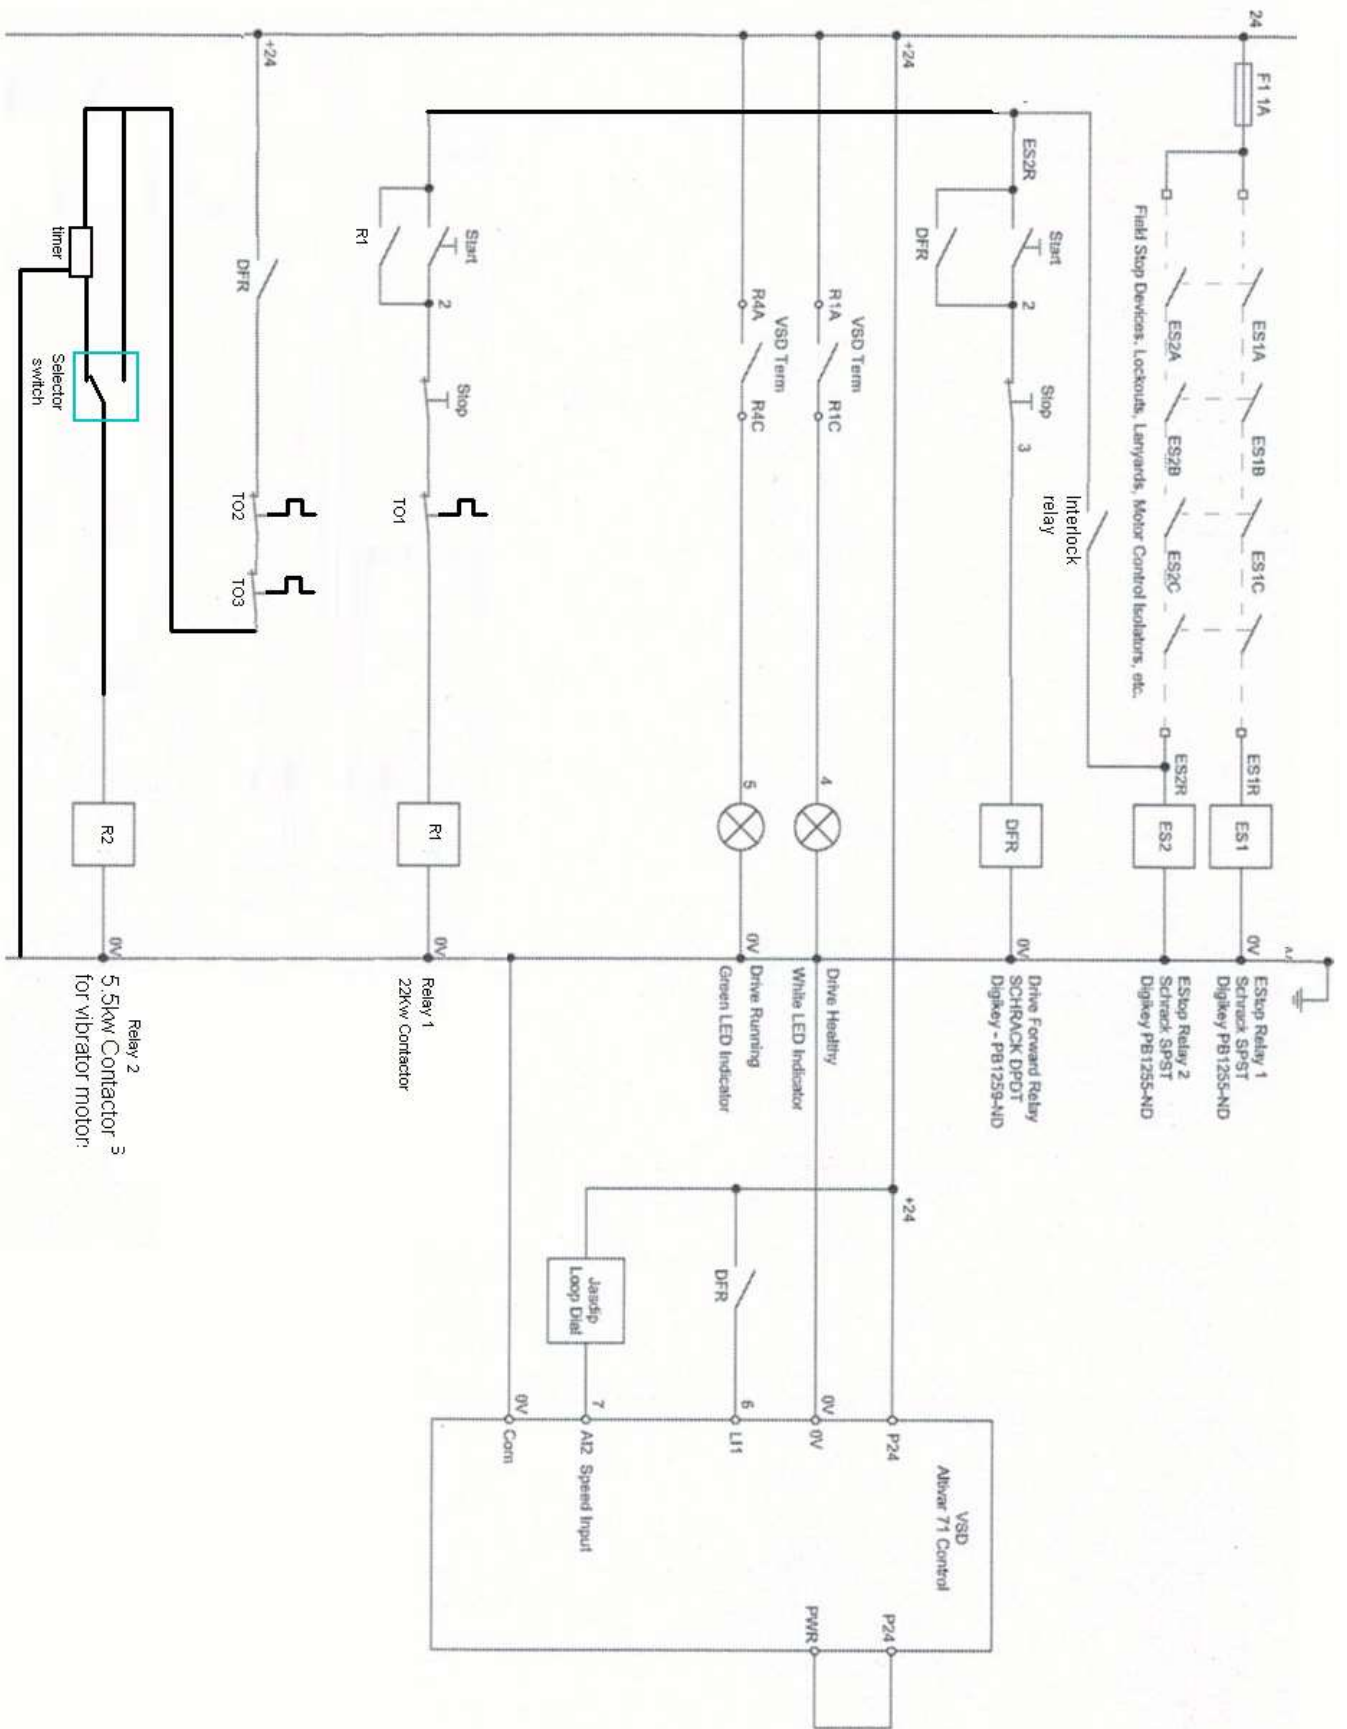 24
F1 1A
ES1A
ES1B
ES1C
ES1R
ES1
0V
EStop Relay 1
Schrack SPST
Digikey PB1255-ND
ES2A
ES2B
ES2C
ES2R
ES2
EStop Relay 2
Schrack SPST
Digikey PB1255-ND
Field Stop Devices, Lockouts, Lanyards, Motor Control Isolators, etc.
Interlock
relay
ES2R
Start
2
Stop
3
DFR
DFR
0V
Drive Forward Relay
SCHRACK DPDT
Digikey - PB1259-ND
+24
+24
VSD Term
R1A
R1C
4
Drive Healthy
White LED Indicator
VSD Term
R4A
R4C
5
0V
Drive Running
Green LED Indicator
Start
2
Stop
R1
TO1
R1
0V
Relay 1
22Kw Contactor
+24
DFR
TO2
TO3
timer
Selector
switch
R2
0V
Relay 2
5.5kw Contactor 3
for vibrator motor
DFR
Jasdip
Loop Dial
P24
0V
0V
6
LI1
7
AI2 Speed Input
0V
Com
VSD
Altivar 71 Control
P24
PWR